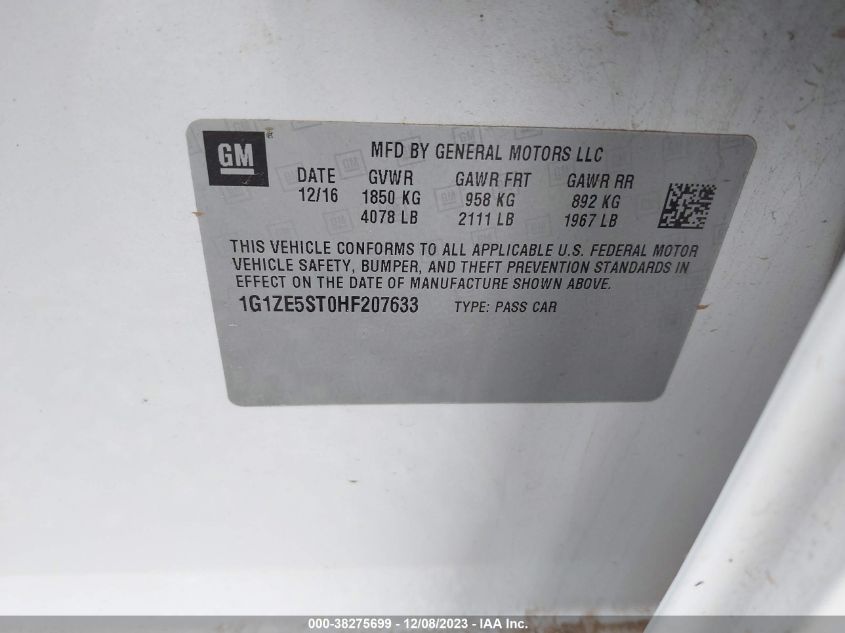 GM
MFD BY GENERAL MOTORS LLC
DATE GVWR GAWR FRT GAWR RR
12/16 1850 KG 958 KG 892 KG
4078 LB 2111 LB 1967 LB
THIS VEHICLE CONFORMS TO ALL APPLICABLE U.S. FEDERAL MOTOR
VEHICLE SAFETY, BUMPER, AND THEFT PREVENTION STANDARDS IN
EFFECT ON THE DATE OF MANUFACTURE SHOWN ABOVE.
1G1ZE5ST0HF207633 TYPE: PASS CAR
000-38275699 - 12/08/2023 - IAA Inc.